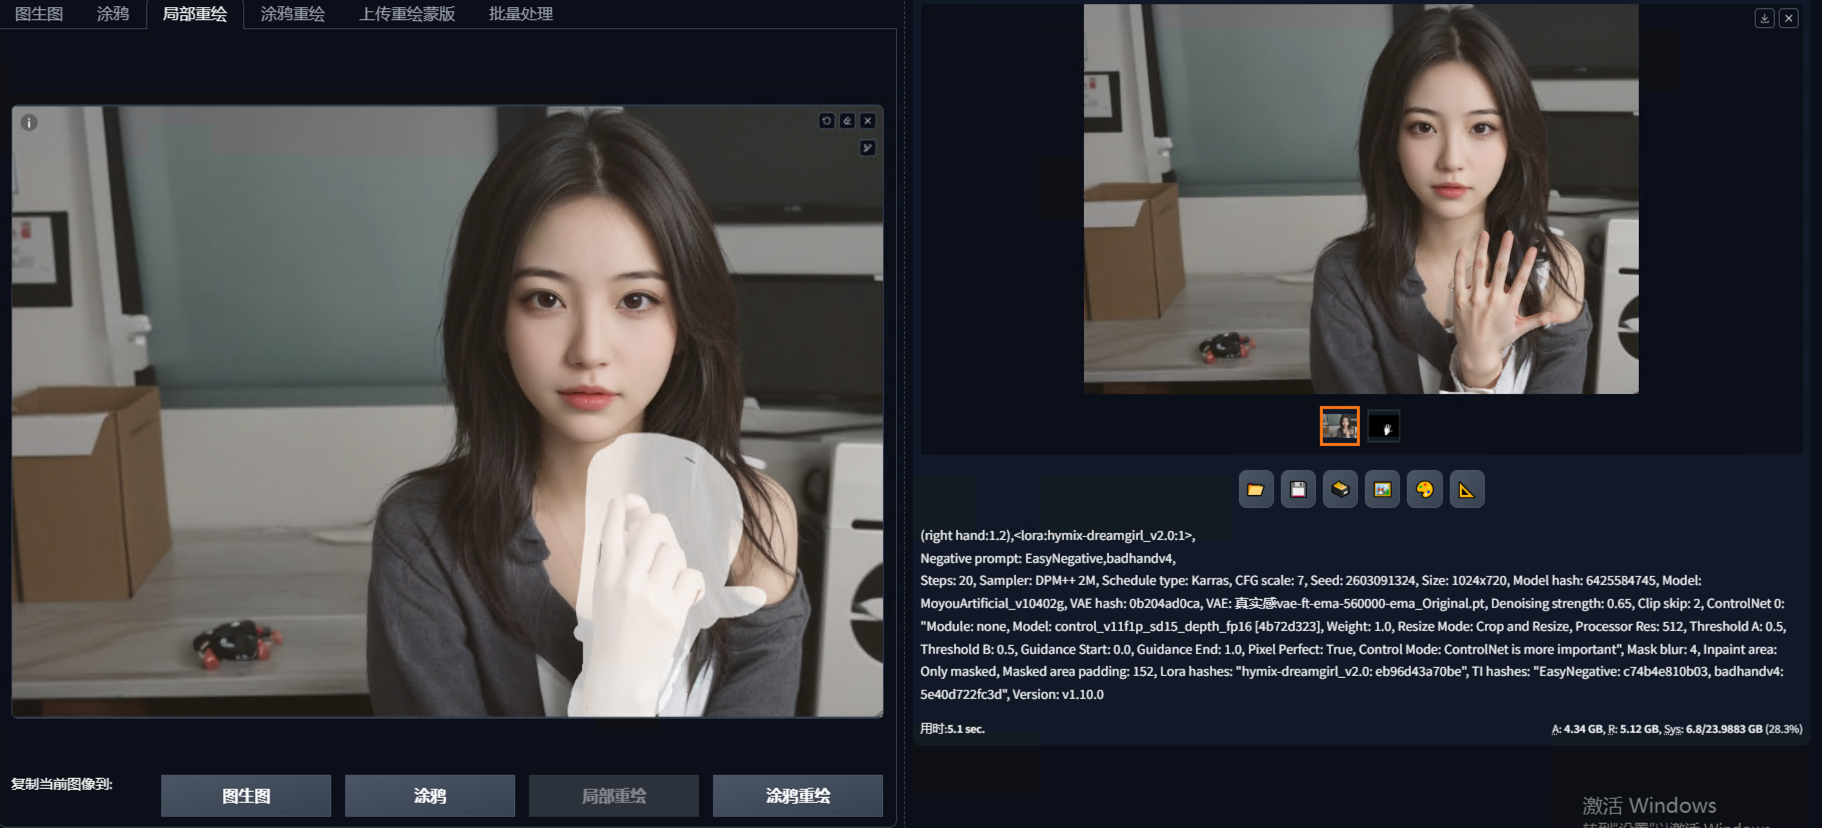 图生图 涂鸦 局部重绘 涂鸦重绘 上传重绘蒙版 批量处理
复制当前图像到:
图生图 涂鸦 局部重绘 涂鸦重绘
(right hand:1.2),<lora:hymix-dreamgirl_v2.0:1>,
Negative prompt: EasyNegative,badhandv4,
Steps: 20, Sampler: DPM++ 2M, Schedule type: Karras, CFG scale: 7, Seed: 2603091324, Size: 1024x720, Model hash: 6425584745, Model:
MoyouArtificial_v10402g, VAE hash: 0b204ad0ca, VAE: 真实感vae-ft-ema-560000-ema_Original.pt, Denoising strength: 0.65, Clip skip: 2, ControlNet 0:
"Module: none, Model: control_v11f1p_sd15_depth_fp16 [4b72d323], Weight: 1.0, Resize Mode: Crop and Resize, Processor Res: 512, Threshold A: 0.5,
Threshold B: 0.5, Guidance Start: 0.0, Guidance End: 1.0, Pixel Perfect: True, Control Mode: ControlNet is more important", Mask blur: 4, Inpaint area:
Only masked, Masked area padding: 152, Lora hashes: "hymix-dreamgirl_v2.0: eb96d43a70be", TI hashes: "EasyNegative: c74b4e810b03, badhandv4:
5e40d722fc3d", Version: v1.10.0
用时:5.1 sec.
A: 4.34 GB, R: 5.12 GB, Sys: 6.8/23.9883 GB (28.3%)
激活 Windows
转到"设置"以激活 Windows